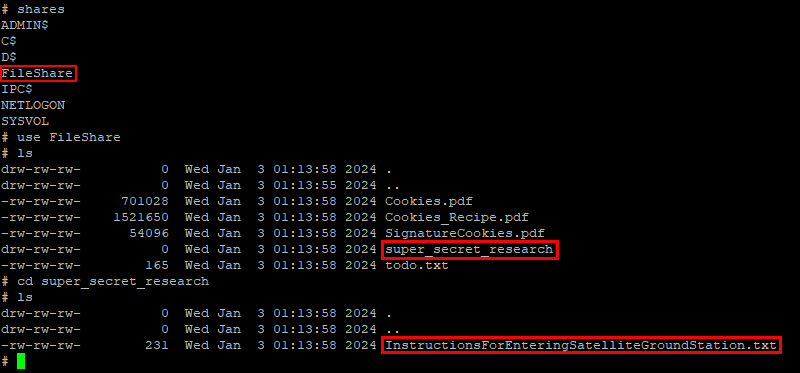 # shares
ADMIN$
C$
D$
FileShare
IPC$
NETLOGON
SYSVOL
# use FileShare
# ls
drw-rw-rw-          0  Wed Jan  3 01:13:58 2024 .
drw-rw-rw-          0  Wed Jan  3 01:13:55 2024 ..
-rw-rw-rw-     701028  Wed Jan  3 01:13:58 2024 Cookies.pdf
-rw-rw-rw-    1521650  Wed Jan  3 01:13:58 2024 Cookies_Recipe.pdf
-rw-rw-rw-      54096  Wed Jan  3 01:13:58 2024 SignatureCookies.pdf
drw-rw-rw-          0  Wed Jan  3 01:13:58 2024 super_secret_research
-rw-rw-rw-        165  Wed Jan  3 01:13:58 2024 todo.txt
# cd super_secret_research
# ls
drw-rw-rw-          0  Wed Jan  3 01:13:58 2024 .
drw-rw-rw-          0  Wed Jan  3 01:13:58 2024 ..
-rw-rw-rw-        231  Wed Jan  3 01:13:58 2024 InstructionsForEnteringSatelliteGroundStation.txt
#